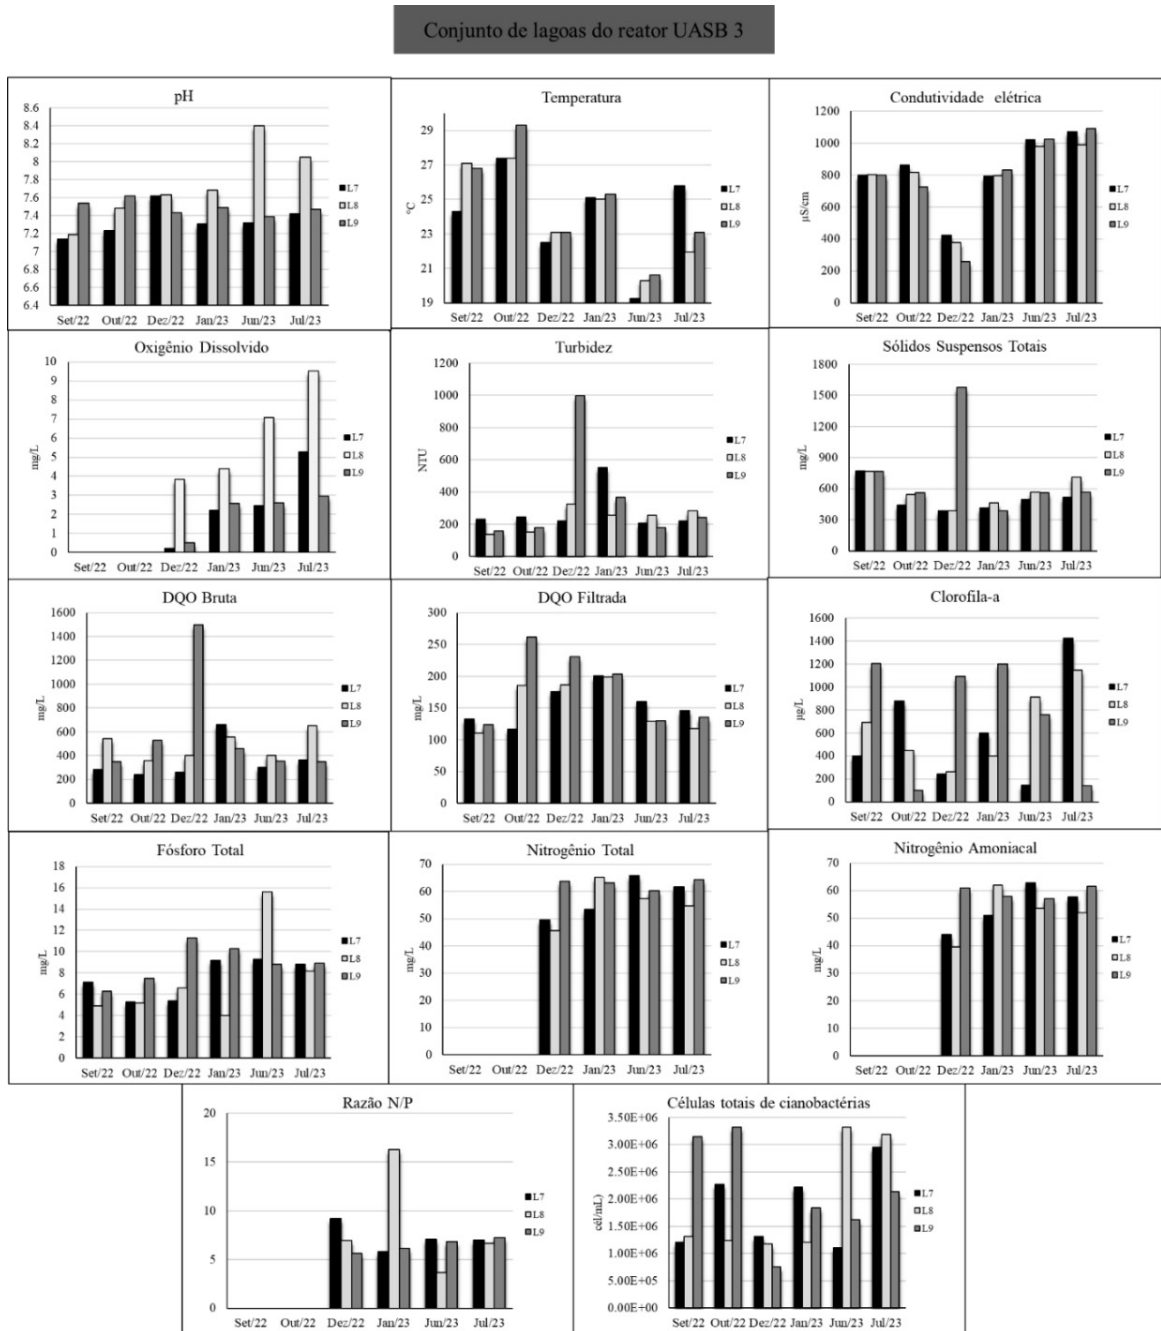 Conjunto de lagoas do reator UASB 3
pH
8.6
8.4
8.2
8
7.8
7.6
7.4
7.2
7
6.8
6.6
6.4
Set/22 Out/22 Dez/22 Jan/23 Jun/23 Jul/23
L7
L8
L9
Temperatura
°C
29
27
25
23
21
19
Set/22 Out/22 Dez/22 Jan/23 Jun/23 Jul/23
L7
L8
L9
Condutividade elétrica
µS/cm
1200
1000
800
600
400
200
0
Set/22 Out/22 Dez/22 Jan/23 Jun/23 Jul/23
L7
L8
L9
Oxigênio Dissolvido
mg/L
10
9
8
7
6
5
4
3
2
1
0
Set/22 Out/22 Dez/22 Jan/23 Jun/23 Jul/23
L7
L8
L9
Turbidez
NTU
1200
1000
800
600
400
200
0
Set/22 Out/22 Dez/22 Jan/23 Jun/23 Jul/23
L7
L8
L9
Sólidos Suspensos Totais
mg/L
1800
1500
1200
900
600
300
0
Set/22 Out/22 Dez/22 Jan/23 Jun/23 Jul/23
L7
L8
L9
DQO Bruta
mg/L
1600
1400
1200
1000
800
600
400
200
0
Set/22 Out/22 Dez/22 Jan/23 Jun/23 Jul/23
L7
L8
L9
DQO Filtrada
mg/L
300
250
200
150
100
50
0
Set/22 Out/22 Dez/22 Jan/23 Jun/23 Jul/23
L7
L8
L9
Clorofila-a
µg/L
1600
1400
1200
1000
800
600
400
200
0
Set/22 Out/22 Dez/22 Jan/23 Jun/23 Jul/23
L7
L8
L9
Fósforo Total
mg/L
18
16
14
12
10
8
6
4
2
0
Set/22 Out/22 Dez/22 Jan/23 Jun/23 Jul/23
L7
L8
L9
Nitrogênio Total
mg/L
70
60
50
40
30
20
10
0
Set/22 Out/22 Dez/22 Jan/23 Jun/23 Jul/23
L7
L8
L9
Nitrogênio Amoniacal
mg/L
70
60
50
40
30
20
10
0
Set/22 Out/22 Dez/22 Jan/23 Jun/23 Jul/23
L7
L8
L9
Razão N/P
20
15
10
5
0
Set/22 Out/22 Dez/22 Jan/23 Jun/23 Jul/23
L7
L8
L9
Células totais de cianobactérias
cél/mL)
3.50E+06
3.00E+06
2.50E+06
2.00E+06
1.50E+06
1.00E+06
5.00E+05
0.00E+00
Set/22 Out/22 Dez/22 Jan/23 Jun/23 Jul/23
L7
L8
L9